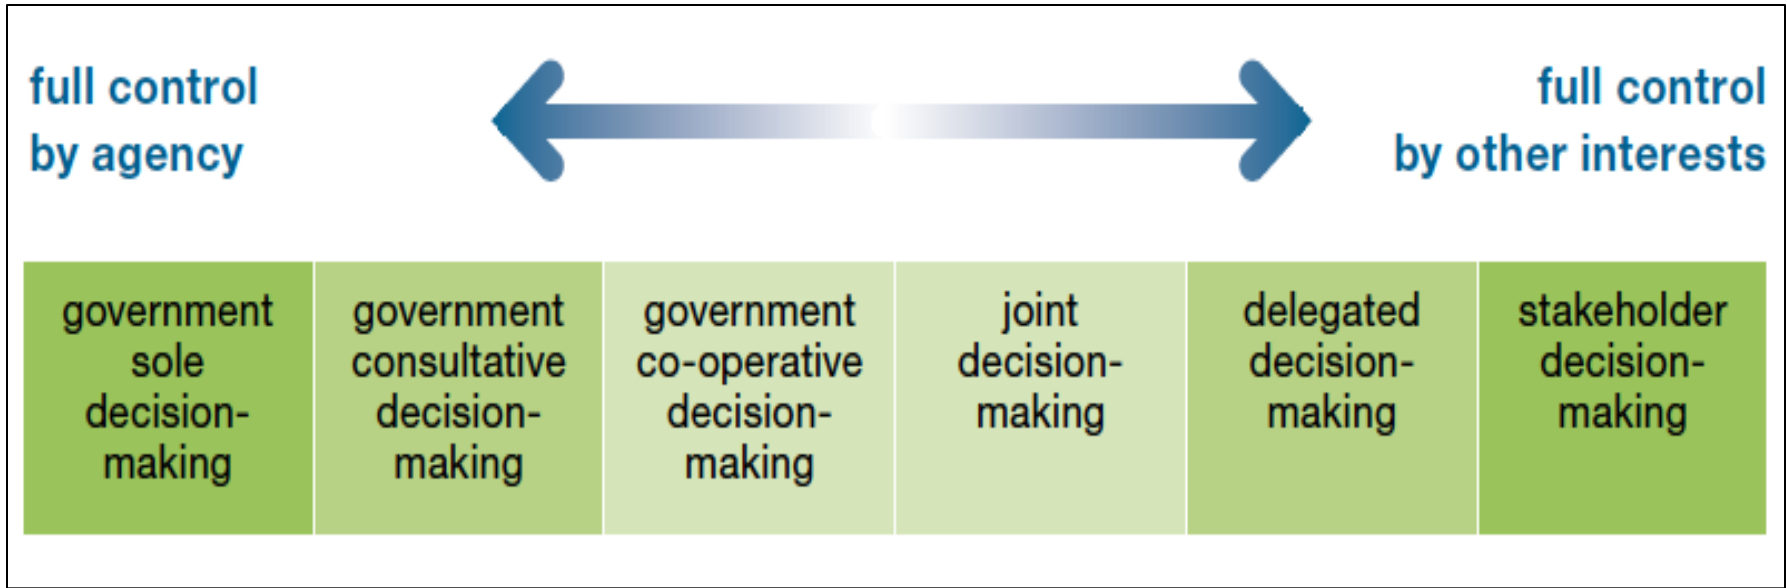 full control
by agency
full control
by other interests
government
sole
decision-
making
government
consultative
decision-
making
government
co-operative
decision-
making
joint
decision-
making
delegated
decision-
making
stakeholder
decision-
making